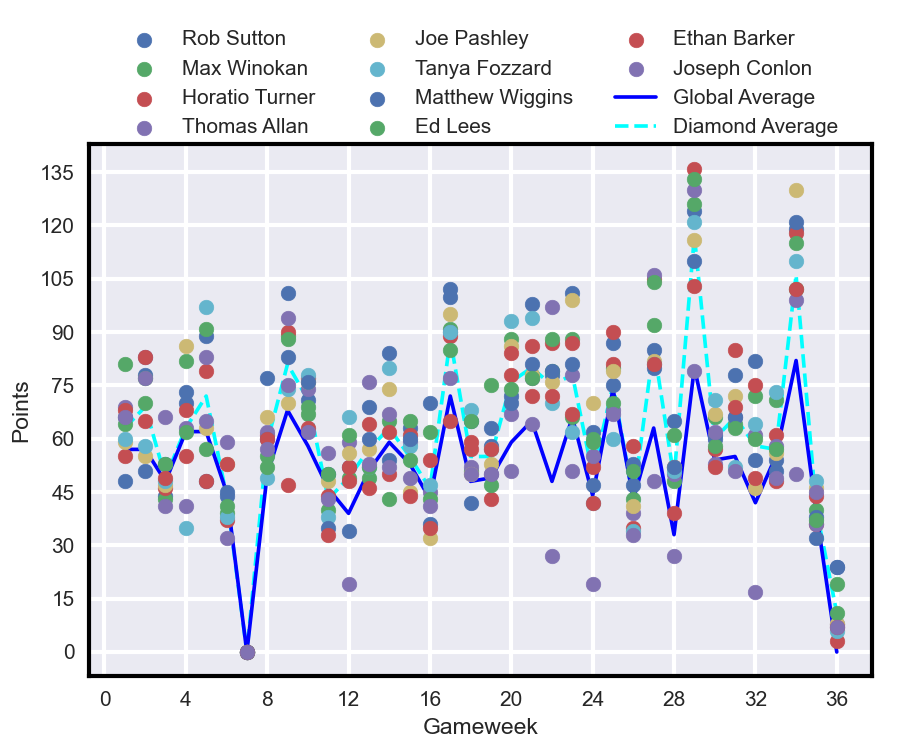 Rob Sutton Joe Pashley Ethan Barker
Max Winokan Tanya Fozzard Joseph Conlon
Horatio Turner Matthew Wiggins Global Average
Thomas Allan Ed Lees Diamond Average
135
120
105
90
75
60
45
30
15
0
Points
0 4 8 12 16 20 24 28 32 36
Gameweek